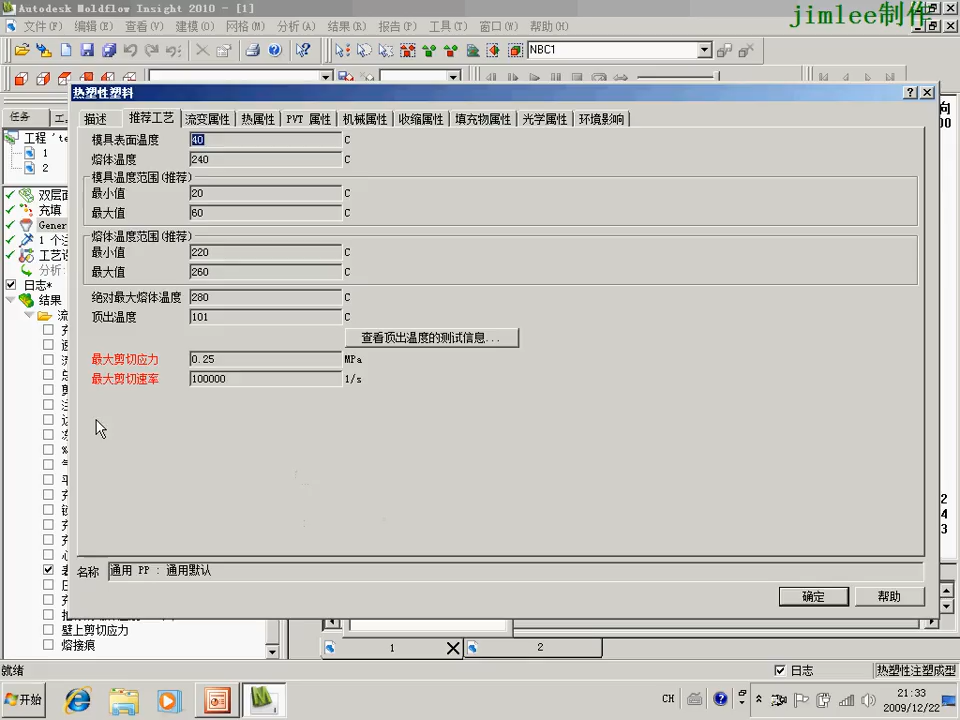 Autodesk Moldflow Insight 2010 - [1]
jimlee制作
文件(F) 编辑(E) 查看(V) 建模(O) 网格(M) 分析(A) 结果(R) 报告(P) 工具(T) 窗口(W) 帮助(H)
NBC1
热塑性塑料
任务 工
描述 推荐工艺 流变属性 热属性 PVT 属性 机械属性 收缩属性 填充物属性 光学属性 环境影响
工程 'te
1
2
模具表面温度 40 C
熔体温度 240 C
模具温度范围(推荐)
最小值 20 C
最大值 60 C
熔体温度范围(推荐)
最小值 220 C
最大值 260 C
绝对最大熔体温度 280 C
顶出温度 101 C
查看顶出温度的测试信息...
最大剪切应力 0.25 MPa
最大剪切速率 100000 1/s
双层面
充填
Gener
1 个注
工艺设
分析:
日志*
结果
名称 通用 PP : 通用默认
确定 帮助
壁上剪切应力
熔接痕
1 2
就绪 日志 热塑性注塑成型
开始 CH 21:33
2009/12/22